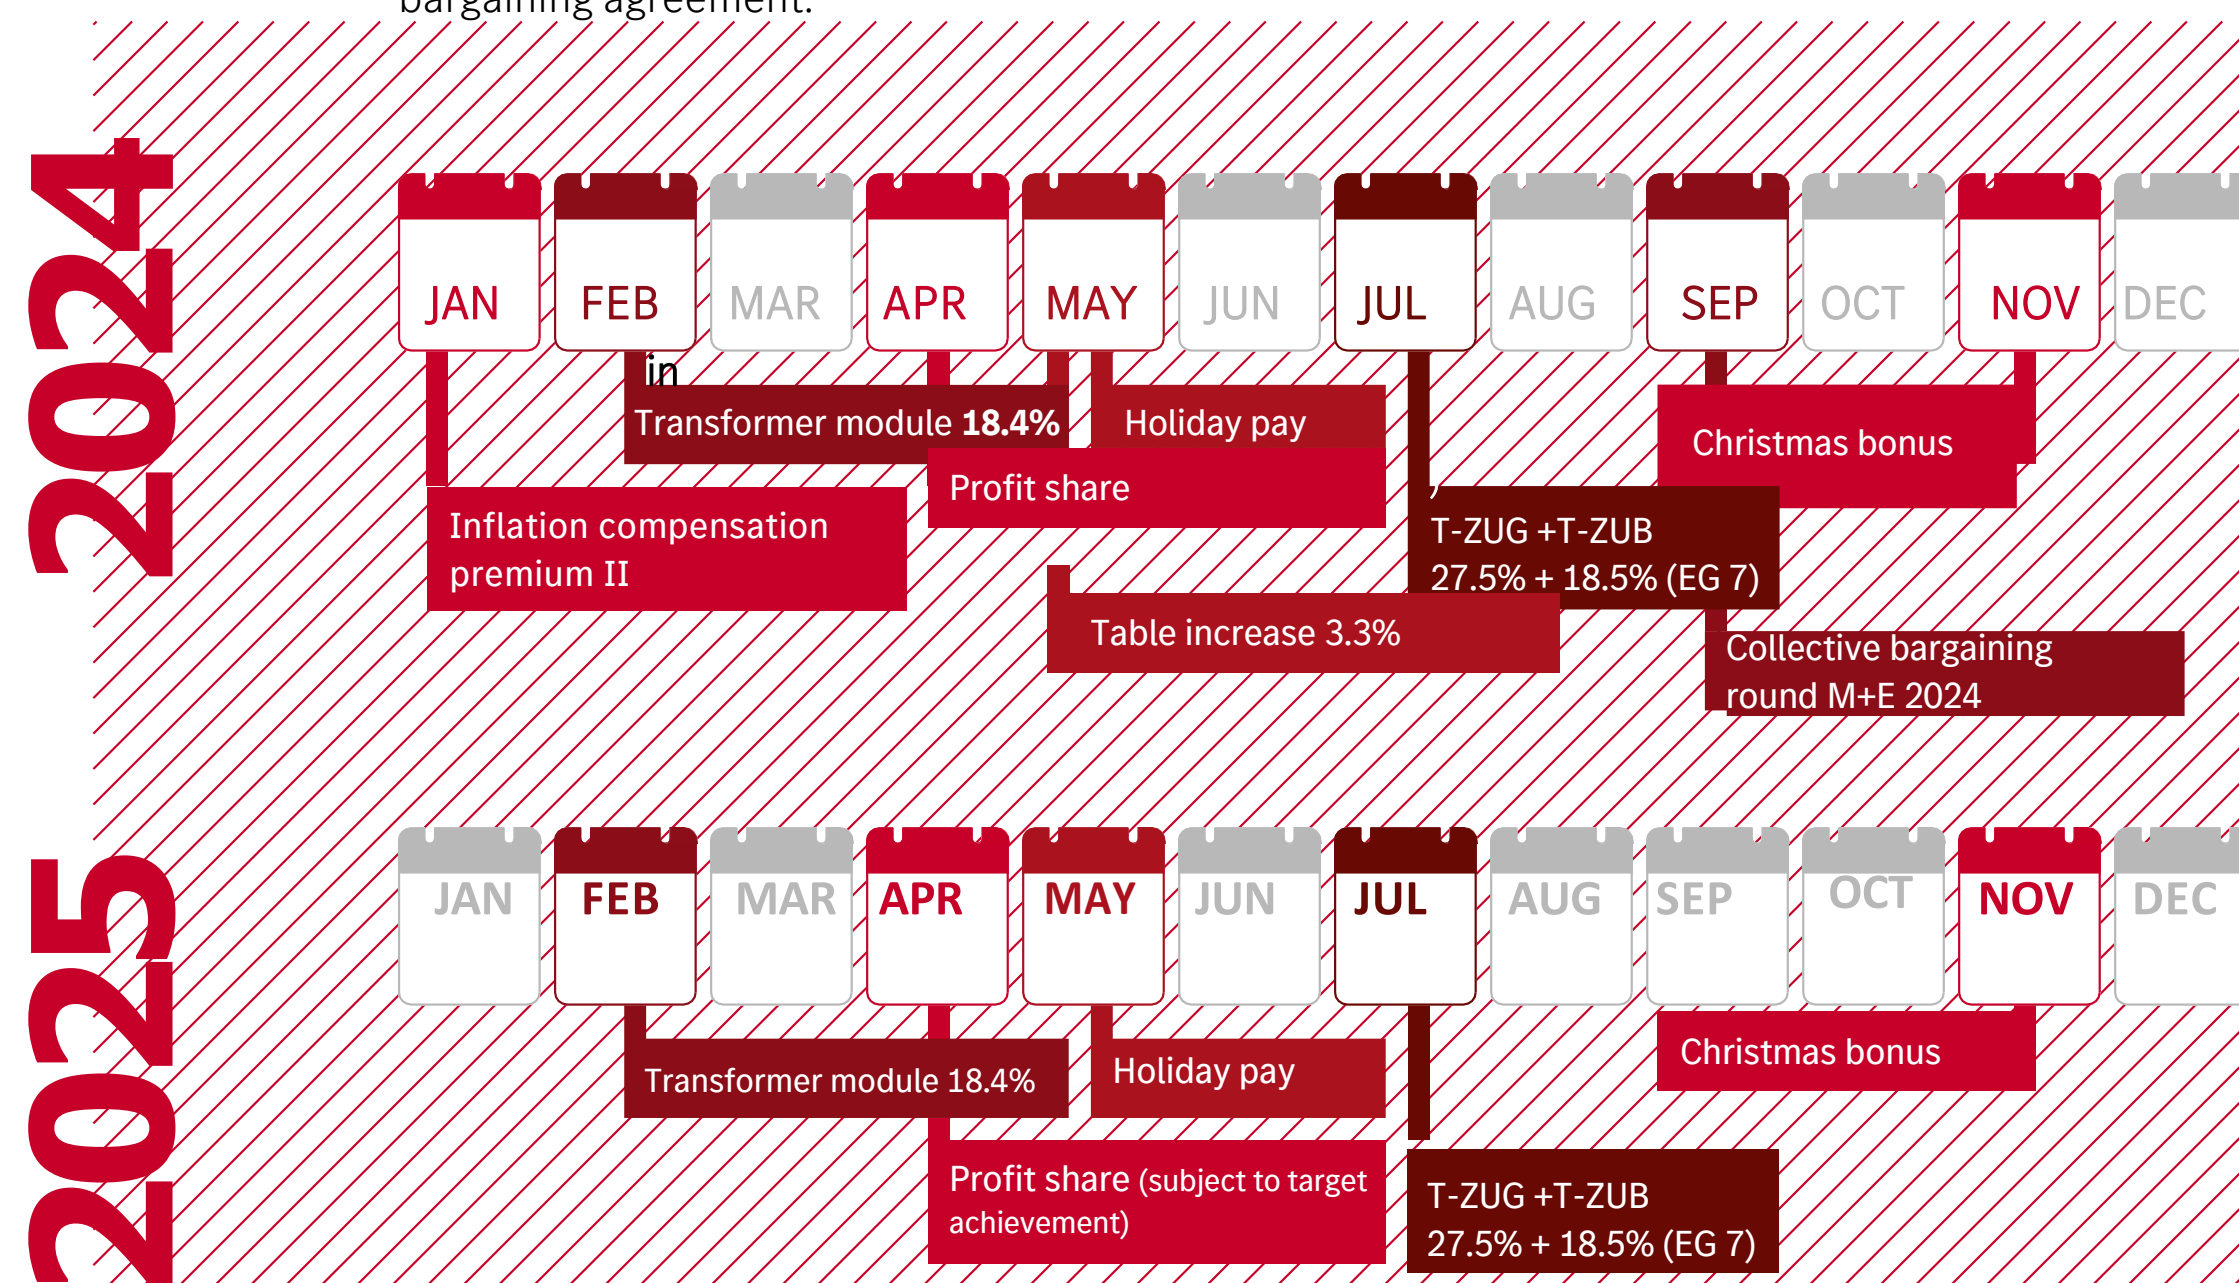 bargaining agreement.
2024
JAN FEB MAR APR MAY JUN JUL AUG SEP OCT NOV DEC
in
Transformer module 18.4%
Holiday pay
Christmas bonus
Profit share
Inflation compensation
premium II
)
T-ZUG +T-ZUB
27.5% + 18.5% (EG 7)
Table increase 3.3%
Collective bargaining
round M+E 2024
2025
JAN FEB MAR APR MAY JUN JUL AUG SEP OCT NOV DEC
Transformer module 18.4%
Holiday pay
Christmas bonus
Profit share (subject to target
achievement)
T-ZUG +T-ZUB
27.5% + 18.5% (EG 7)